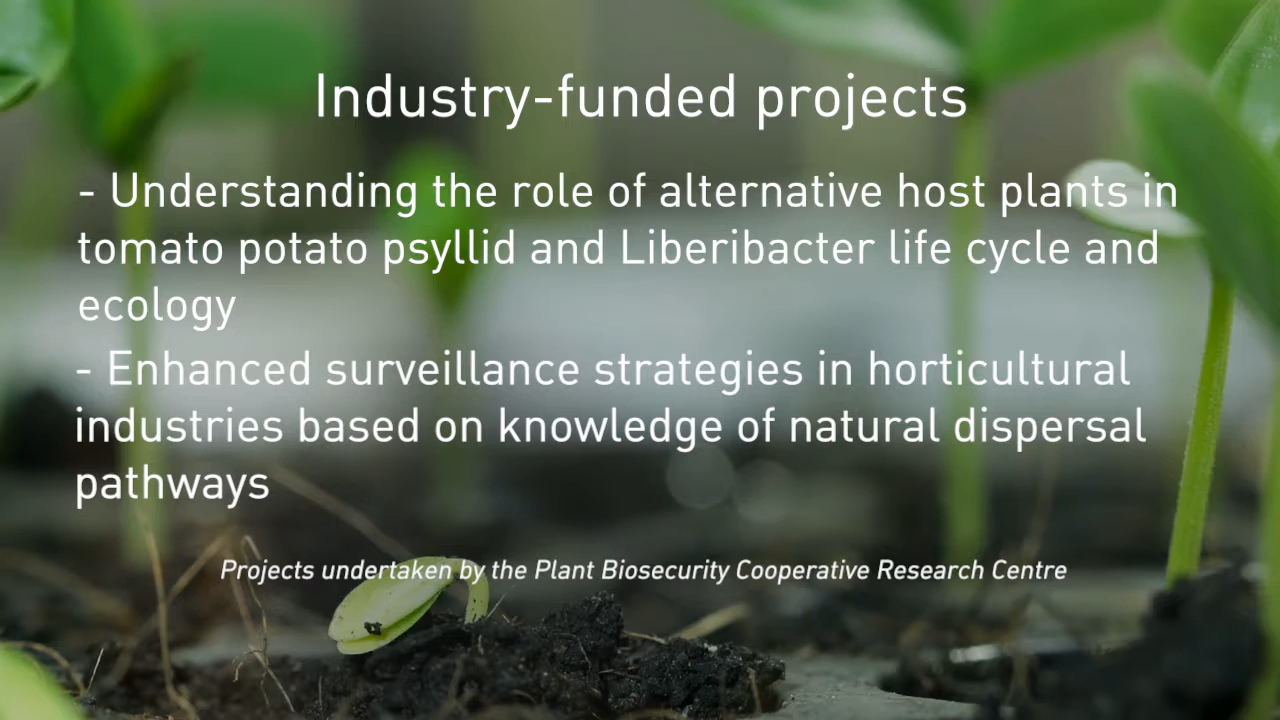 Industry-funded projects
- Understanding the role of alternative host plants in
tomato potato psyllid and Liberibacter life cycle and
ecology
- Enhanced surveillance strategies in horticultural
industries based on knowledge of natural dispersal
pathways
Projects undertaken by the Plant Biosecurity Cooperative Research Centre